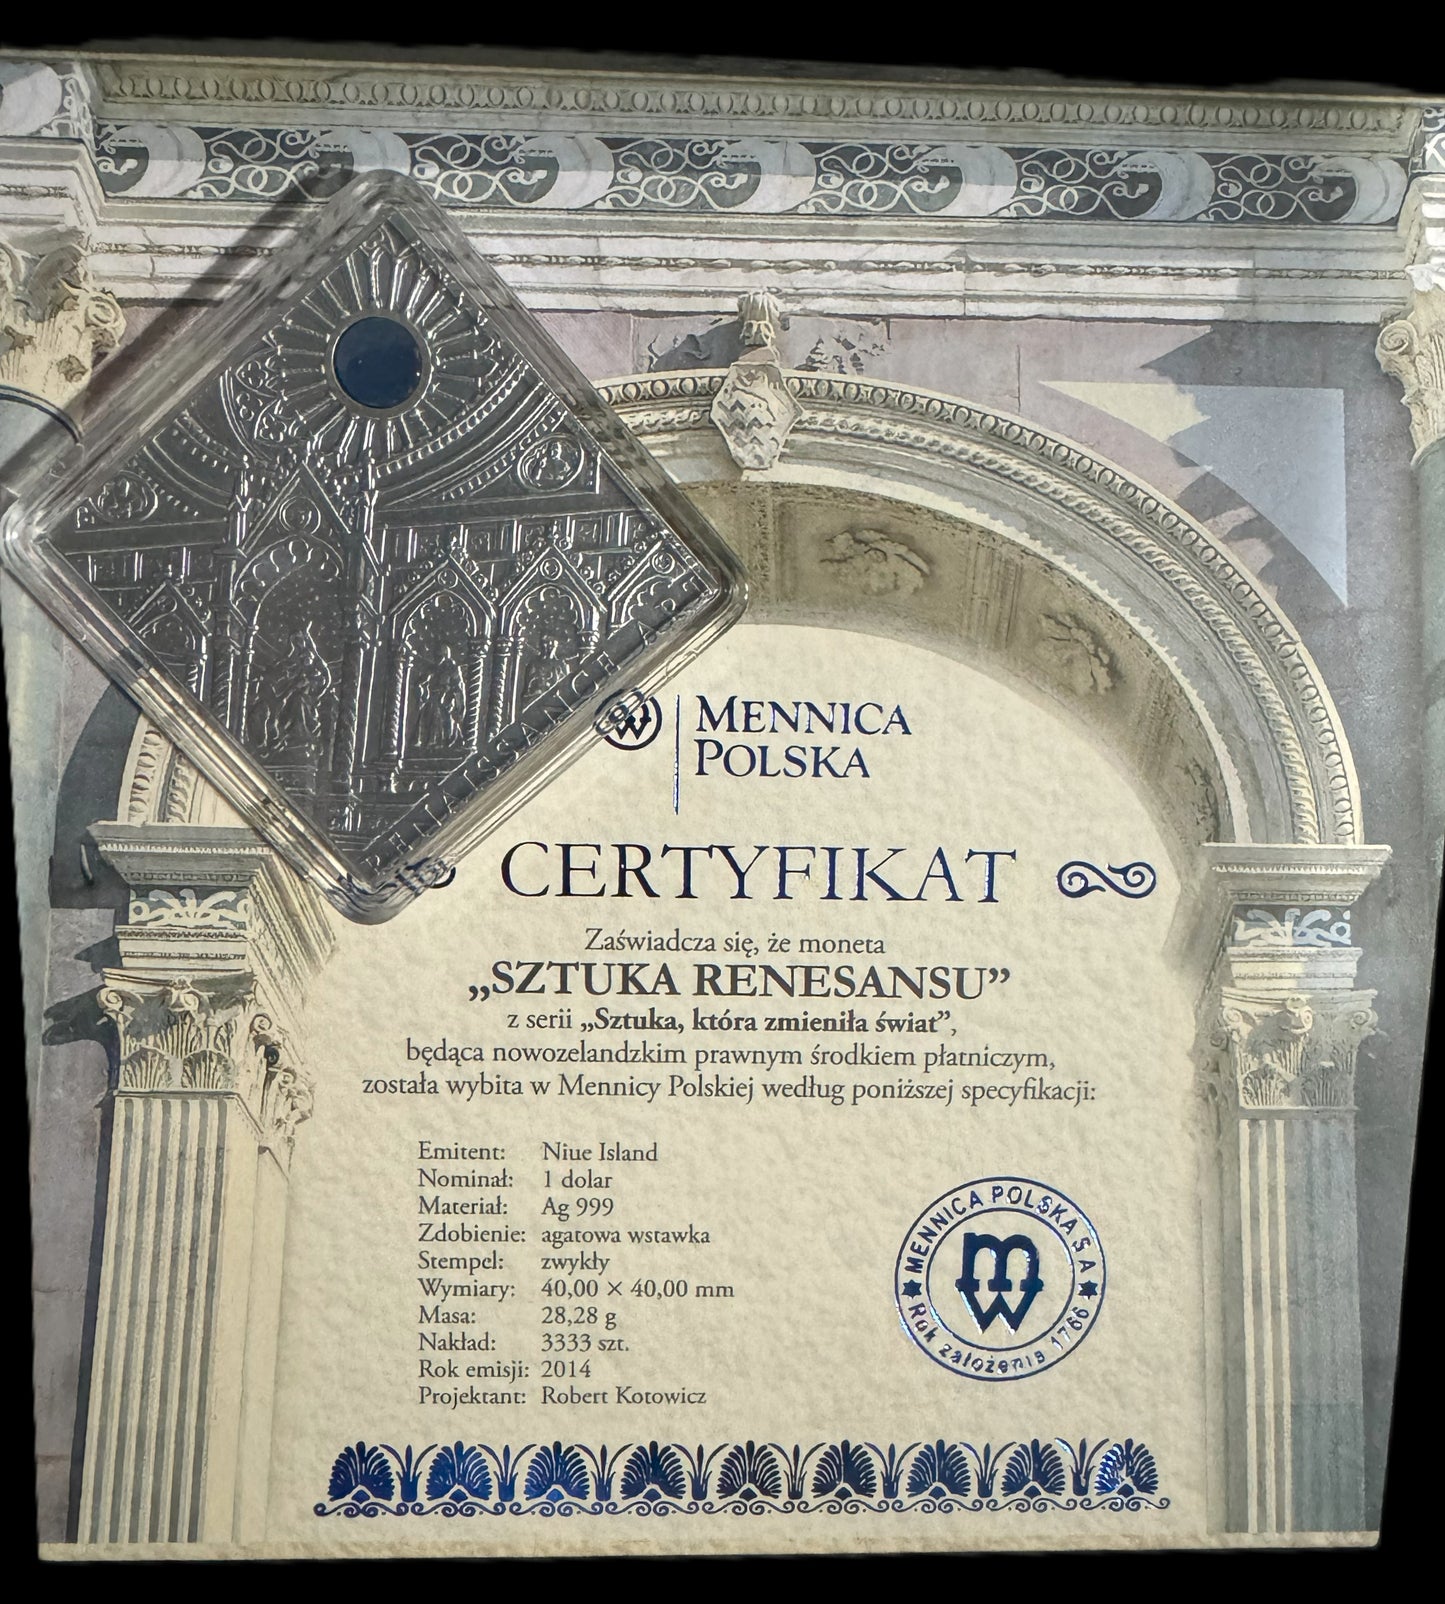 RENAISSANCE ART
MENNICA
POLSKA
CERTYFIKAT
Zaświadcza się, że moneta
„SZTUKA RENESANSU”
z serii „Sztuka, która zmieniła świat”,
będąca nowozelandzkim prawnym środkiem płatniczym,
została wybita w Mennicy Polskiej według poniższej specyfikacji:
Emitent: Niue Island
Nominał: 1 dolar
Materiał: Ag 999
Zdobienie: agatowa wstawka
Stempel: zwykły
Wymiary: 40,00 × 40,00 mm
Masa: 28,28 g
Nakład: 3333 szt.
Rok emisji: 2014
Projektant: Robert Kotowicz
MENNICA POLSKA S.A.
MW
Rok założenia 1766